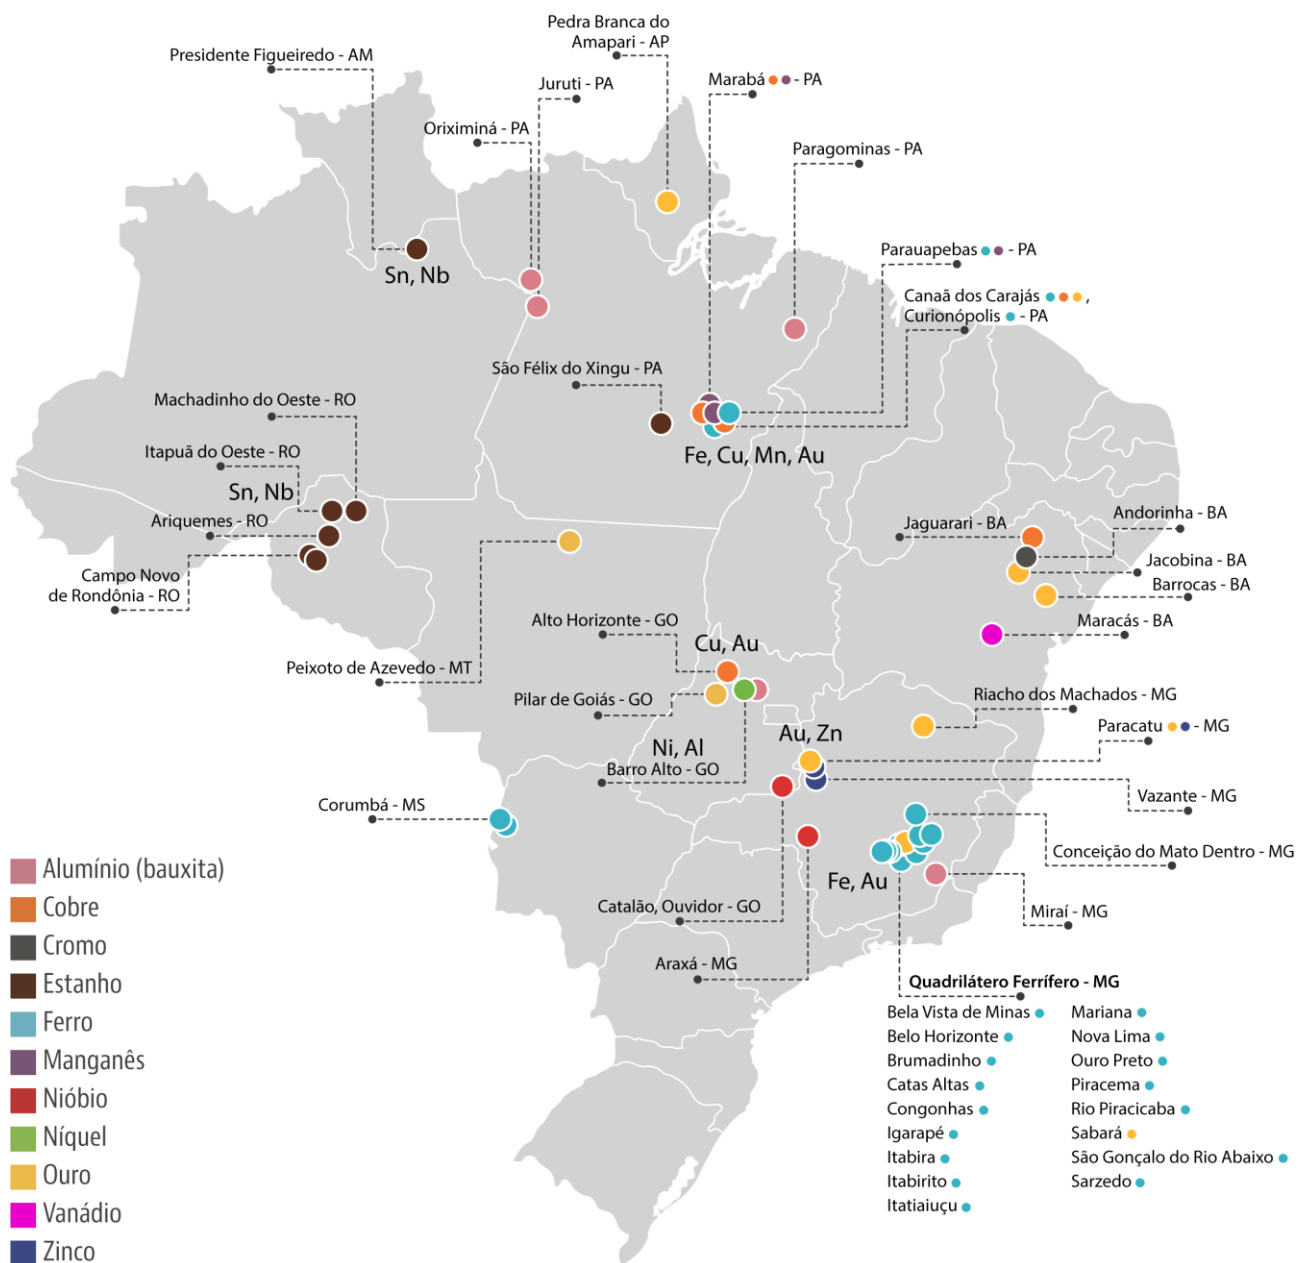 Pedra Branca do
Amapari - AP
Presidente Figueiredo - AM
Juruti - PA
Marabá - PA
Oriximiná - PA
Paragominas - PA
Parauapebas - PA
Sn, Nb
Canaã dos Carajás ,
Curionópolis - PA
São Félix do Xingu - PA
Machadinho do Oeste - RO
Itapuã do Oeste - RO
Fe, Cu, Mn, Au
Sn, Nb
Ariquemes - RO
Andorinha - BA
Jaguarari - BA
Jacobina - BA
Campo Novo
de Rondônia - RO
Barrocas - BA
Alto Horizonte - GO
Maracás - BA
Cu, Au
Peixoto de Azevedo - MT
Pilar de Goiás - GO
Riacho dos Machados - MG
Paracatu - MG
Au, Zn
Ni, Al
Barro Alto - GO
Vazante - MG
Corumbá - MS
Conceição do Mato Dentro - MG
Fe, Au
Catalão, Ouvidor - GO
Miraí - MG
Araxá - MG
Alumínio (bauxita)
Cobre
Cromo
Estanho
Ferro
Manganês
Nióbio
Níquel
Ouro
Vanádio
Zinco
Quadrilátero Ferrífero - MG
Bela Vista de Minas
Belo Horizonte
Brumadinho
Catas Altas
Congonhas
Igarapé
Itabira
Itabirito
Itatiaiuçu
Mariana
Nova Lima
Ouro Preto
Piracema
Rio Piracicaba
Sabará
São Gonçalo do Rio Abaixo
Sarzedo